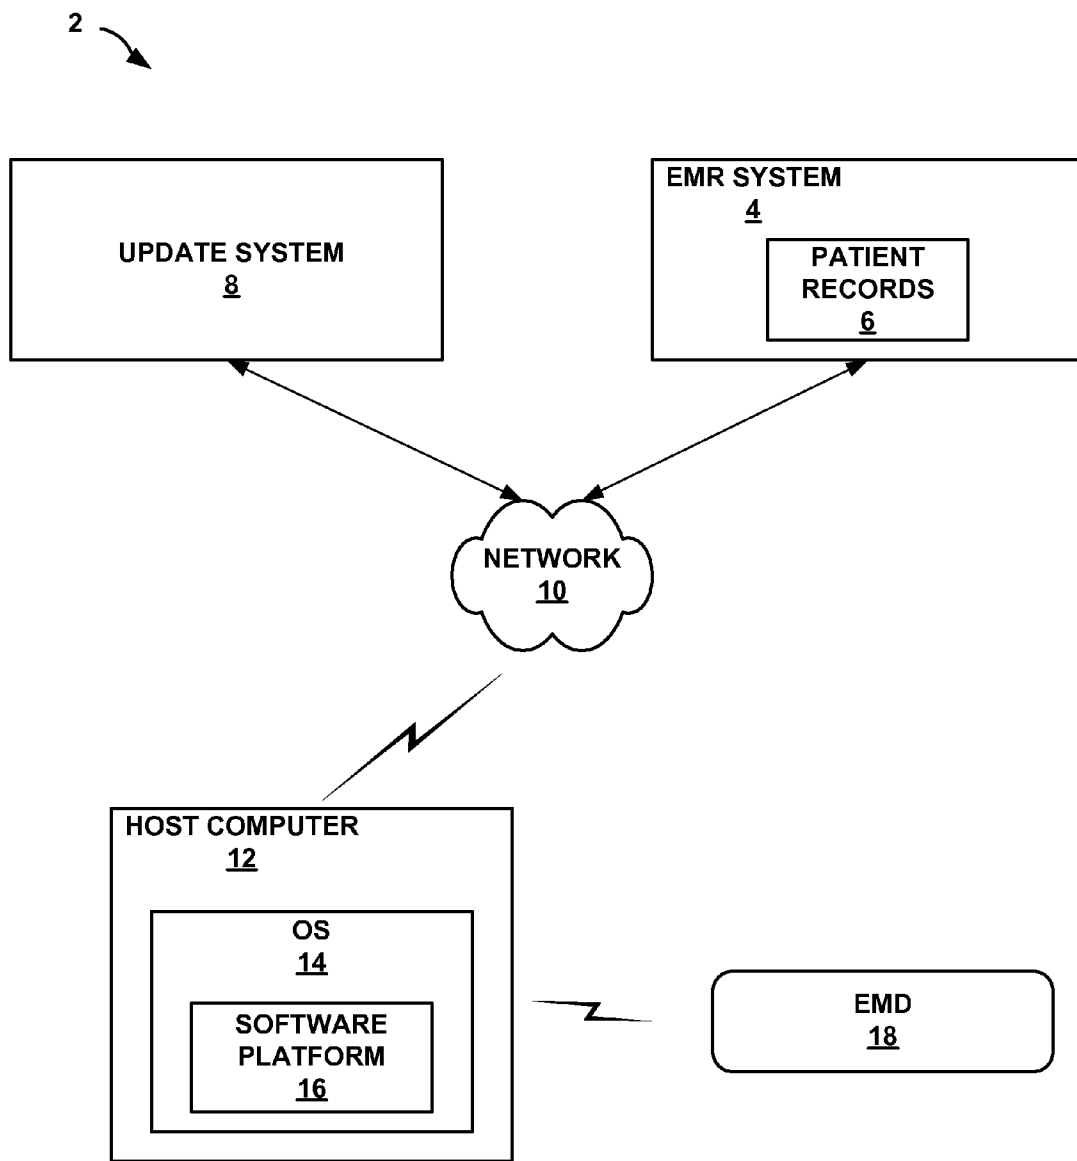 2
UPDATE SYSTEM
8
EMR SYSTEM
4
PATIENT
RECORDS
6
NETWORK
10
HOST COMPUTER
12
OS
14
SOFTWARE
PLATFORM
16
EMD
18